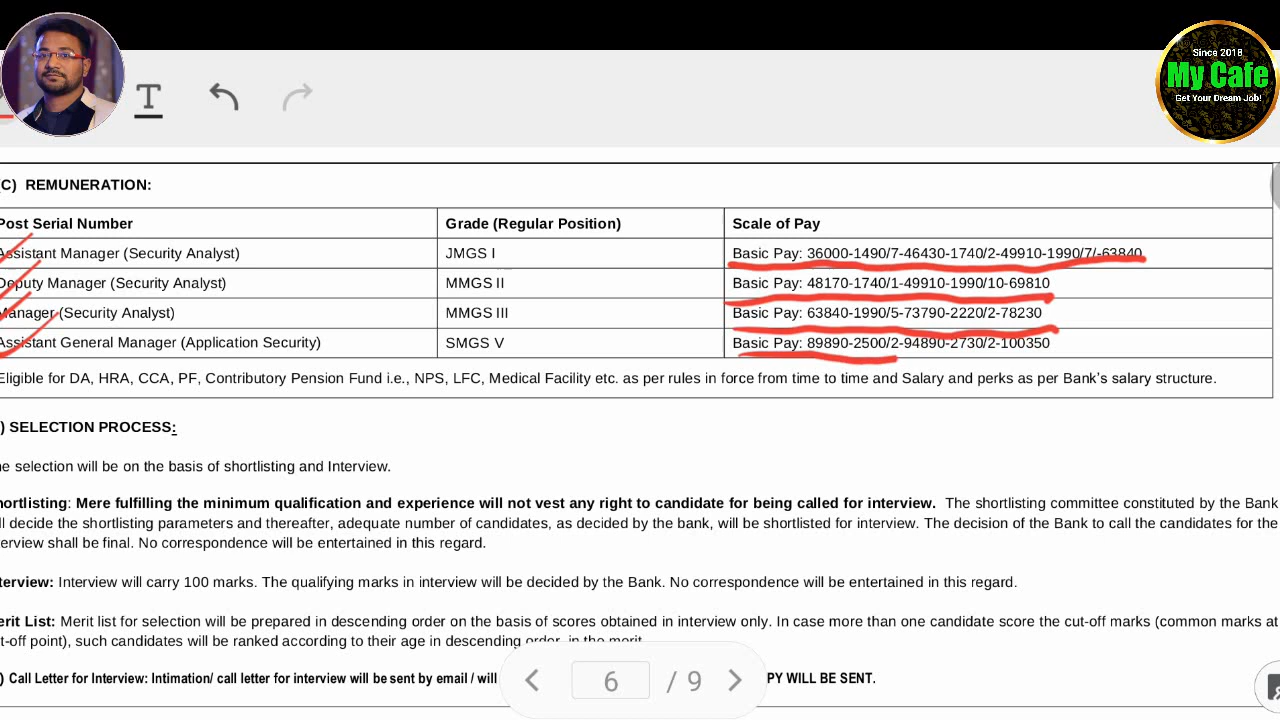 Since 2018
My Cafe
Get Your Dream Job!
T
(C) REMUNERATION:
Post Serial Number Grade (Regular Position) Scale of Pay
Assistant Manager (Security Analyst) JMGS I Basic Pay: 36000-1490/7-46430-1740/2-49910-1990/7/-63840
Deputy Manager (Security Analyst) MMGS II Basic Pay: 48170-1740/1-49910-1990/10-69810
Manager (Security Analyst) MMGS III Basic Pay: 63840-1990/5-73790-2220/2-78230
Assistant General Manager (Application Security) SMGS V Basic Pay: 89890-2500/2-94890-2730/2-100350
Eligible for DA, HRA, CCA, PF, Contributory Pension Fund i.e., NPS, LFC, Medical Facility etc. as per rules in force from time to time and Salary and perks as per Bank's salary structure.
) SELECTION PROCESS:
he selection will be on the basis of shortlisting and Interview.
hortlisting: Mere fulfilling the minimum qualification and experience will not vest any right to candidate for being called for interview. The shortlisting committee constituted by the Bank
ll decide the shortlisting parameters and thereafter, adequate number of candidates, as decided by the bank, will be shortlisted for interview. The decision of the Bank to call the candidates for the
erview shall be final. No correspondence will be entertained in this regard.
terview: Interview will carry 100 marks. The qualifying marks in interview will be decided by the Bank. No correspondence will be entertained in this regard.
erit List: Merit list for selection will be prepared in descending order on the basis of scores obtained in interview only. In case more than one candidate score the cut-off marks (common marks at
t-off point), such candidates will be ranked according to their age in descending order, in the merit.
) Call Letter for Interview: Intimation/ call letter for interview will be sent by email / will PY WILL BE SENT.
6 / 9